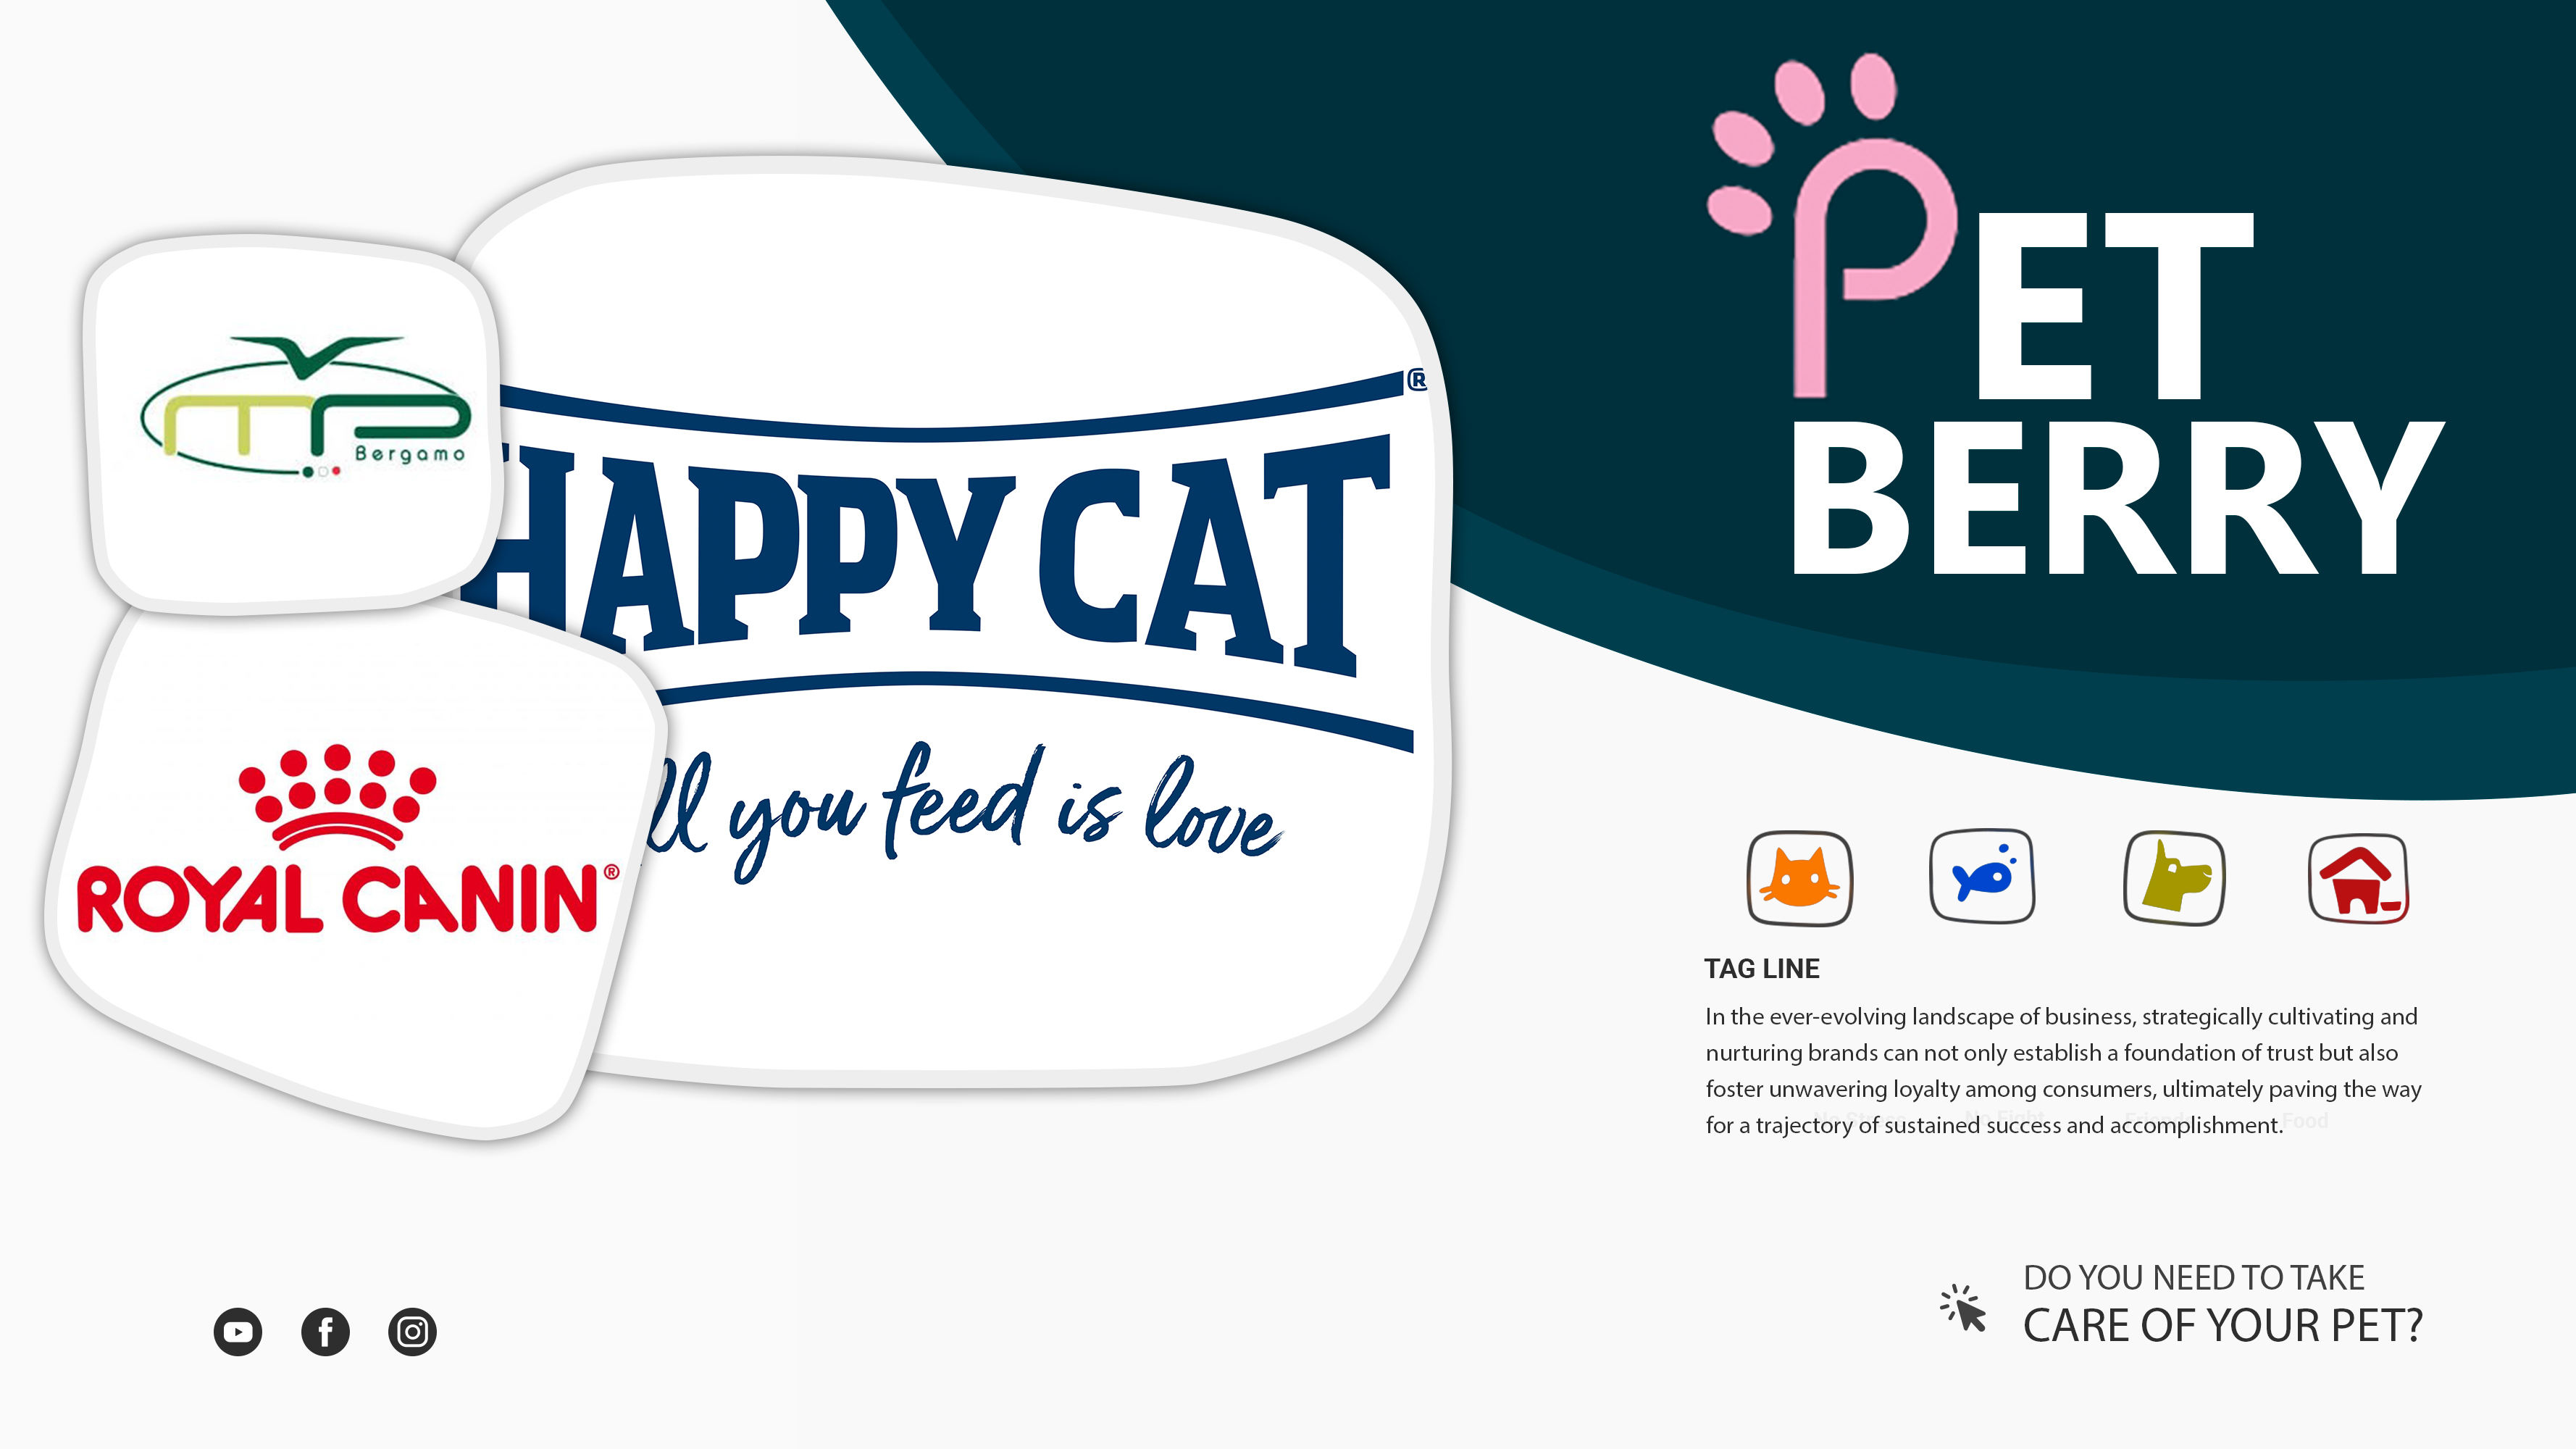 MP
Bergamo
ROYAL CANIN®
®
HAPPY CAT
ll you feed is love
PET
BERRY
TAG LINE
In the ever-evolving landscape of business, strategically cultivating and
nurturing brands can not only establish a foundation of trust but also
foster unwavering loyalty among consumers, ultimately paving the way
for a trajectory of sustained success and accomplishment.
Food
DO YOU NEED TO TAKE
CARE OF YOUR PET?